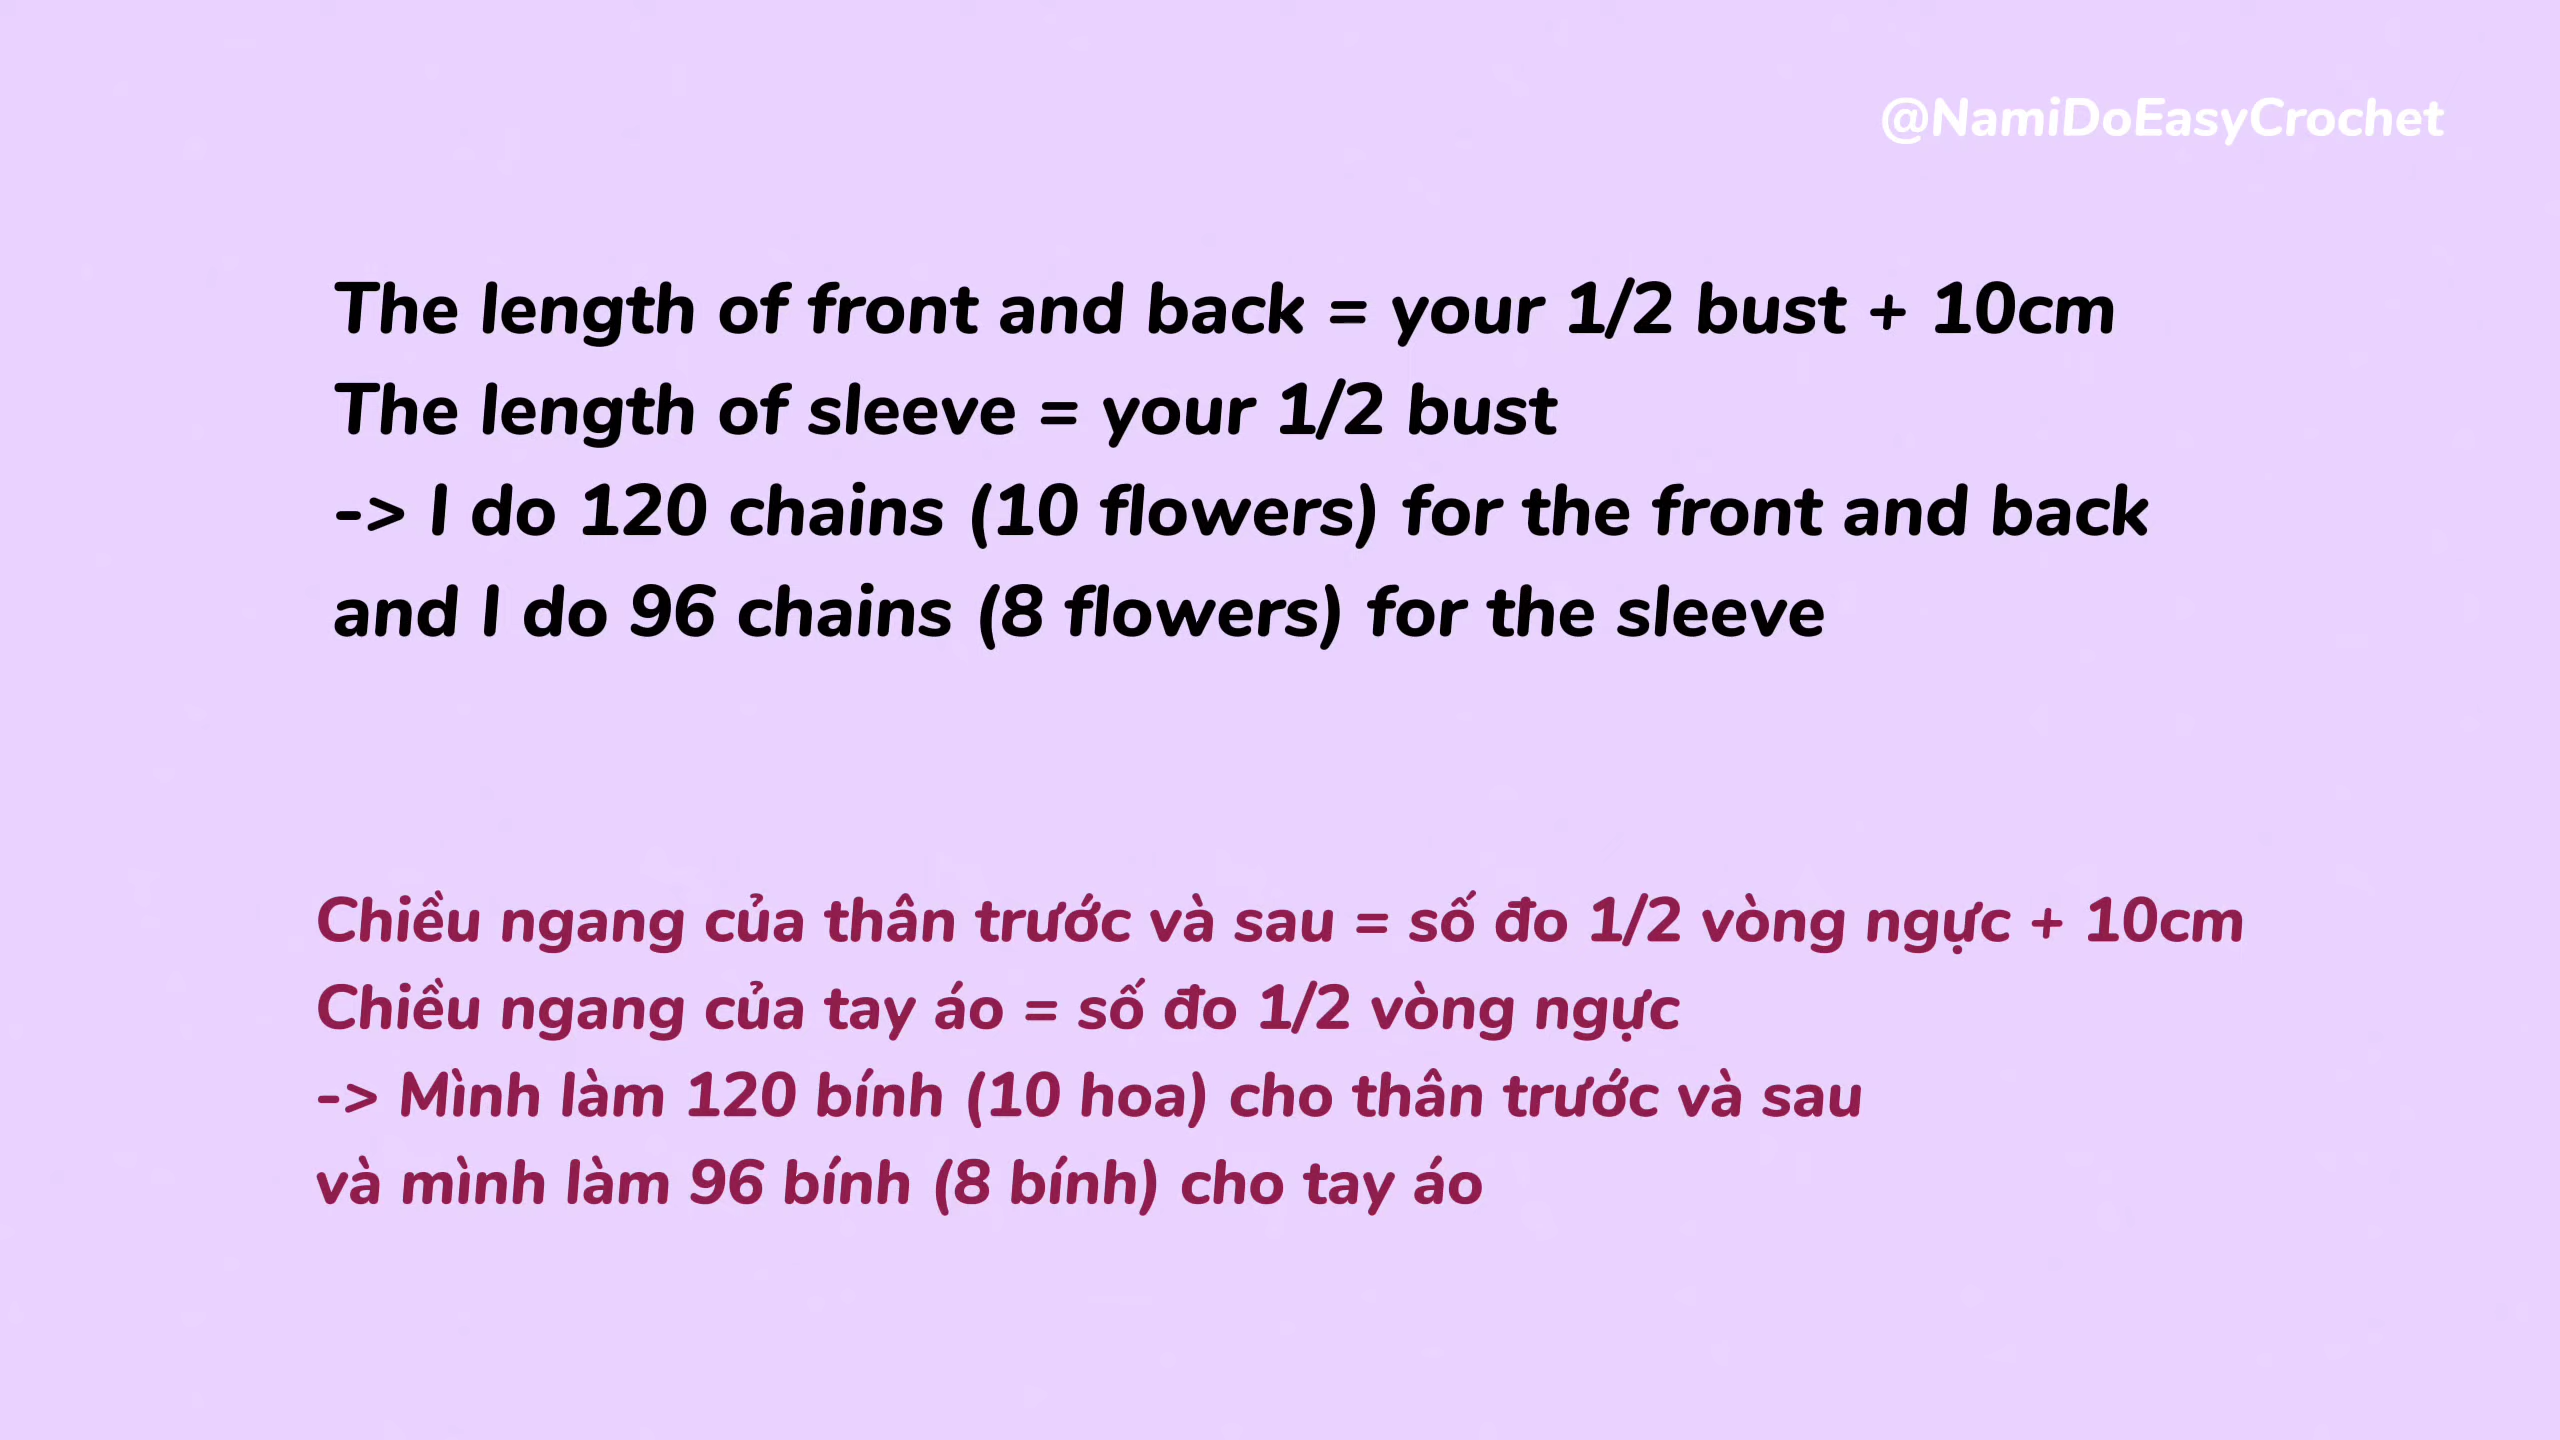 @NamiDoEasyCrochet
The length of front and back = your 1/2 bust + 10cm
The length of sleeve = your 1/2 bust
-> I do 120 chains (10 flowers) for the front and back
and I do 96 chains (8 flowers) for the sleeve
Chiều ngang của thân trước và sau = số đo 1/2 vòng ngực + 10cm
Chiều ngang của tay áo = số đo 1/2 vòng ngực
-> Mình làm 120 bính (10 hoa) cho thân trước và sau
và mình làm 96 bính (8 bính) cho tay áo